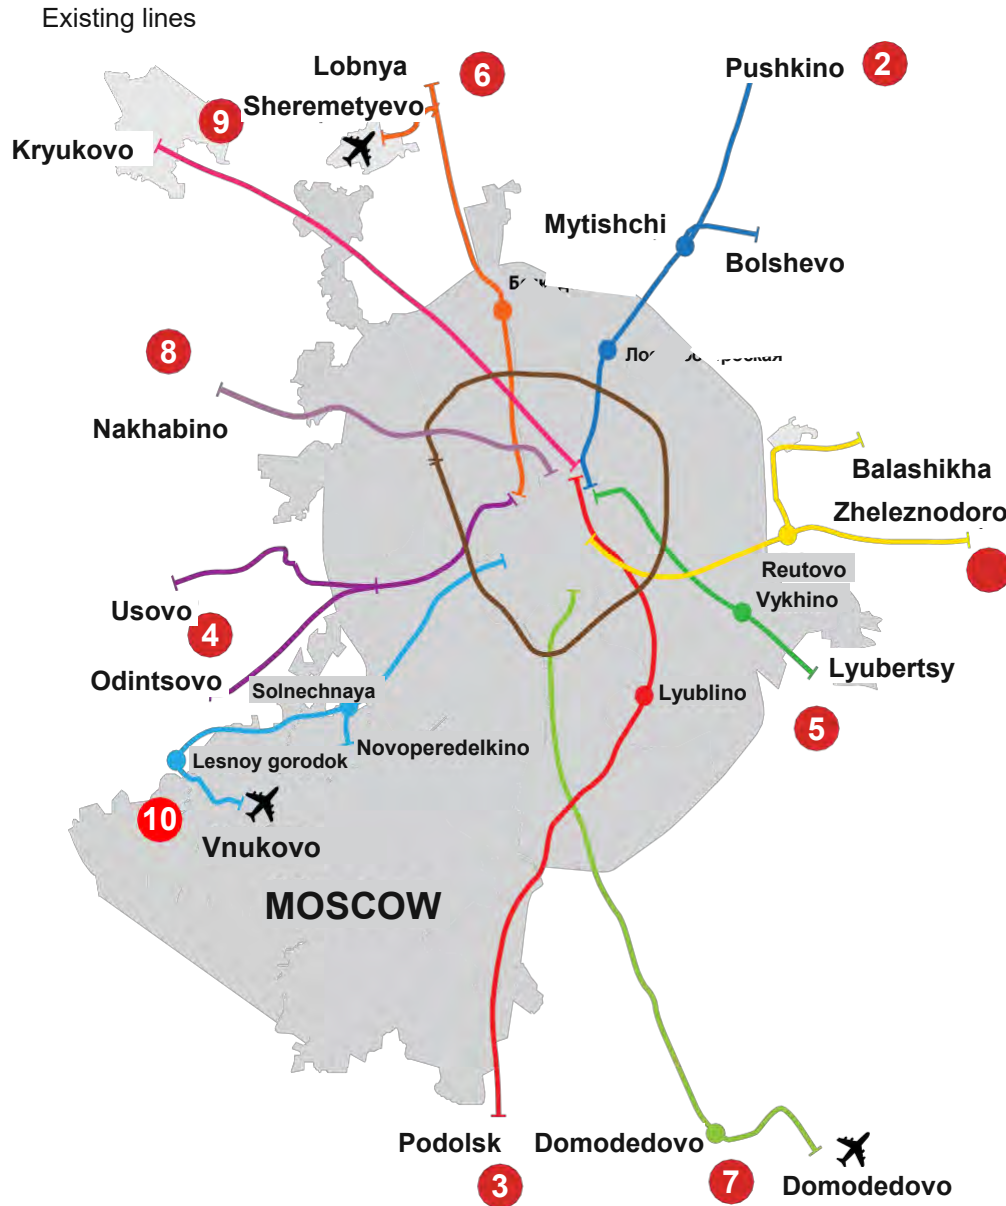 Existing lines
Lobnya
6
Pushkino
2
Sheremetyevo
9
Kryukovo
Mytishchi
Bolshevo
8
Nakhabino
Balashikha
Zheleznodoro
Reutovo
Vykhino
Usovo
4
Odintsovo
Solnechnaya
Lyublino
Lyubertsy
5
Novoperedelkino
Lesnoy gorodok
10
Vnukovo
MOSCOW
Podolsk
Domodedovo
3
7
Domodedovo